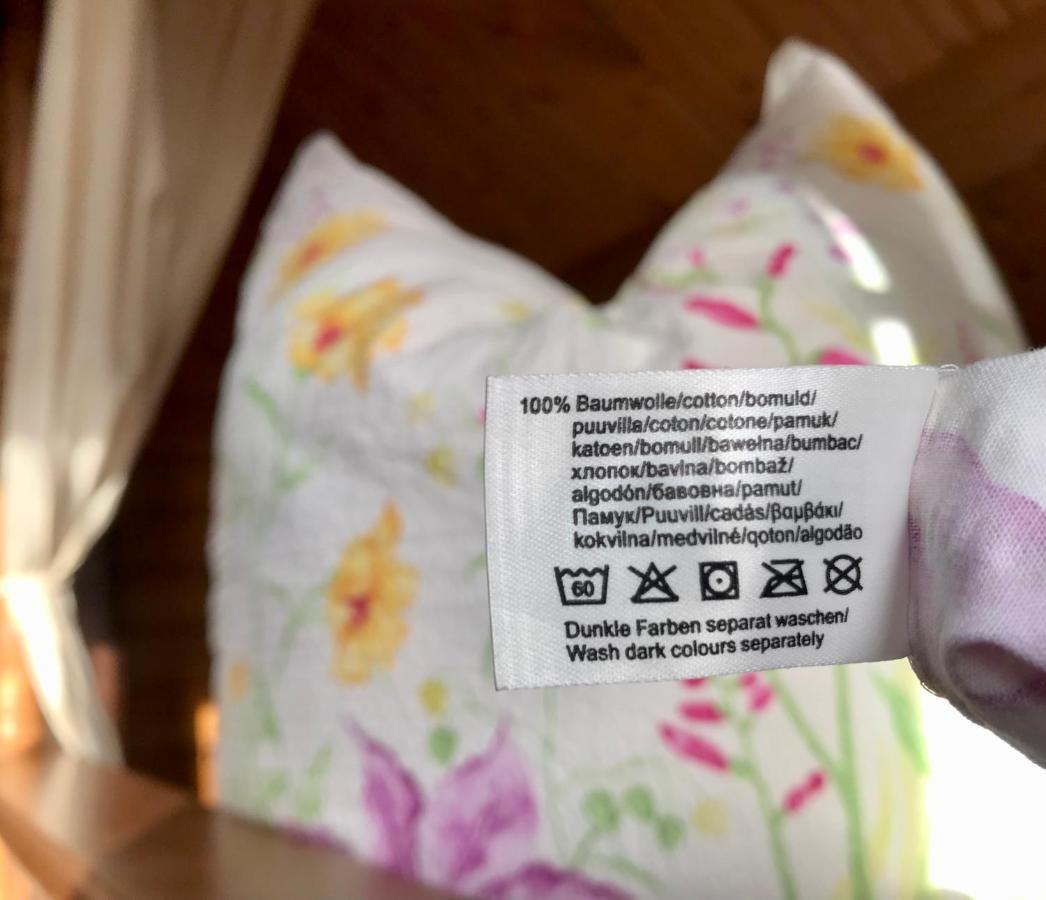 100% Baumwolle/cotton/bomuld/
puuvilla/coton/cotone/pamuk/
katoen/bomull/bawełna/bumbac/
хлопок/bavlna/bombaž/
algodón/бавовна/pamut/
Памук/Puuvill/cadás/βαμβάκι/
kokvilna/medvilné/qoton/algodão
60
Dunkle Farben separat waschen/
Wash dark colours separately